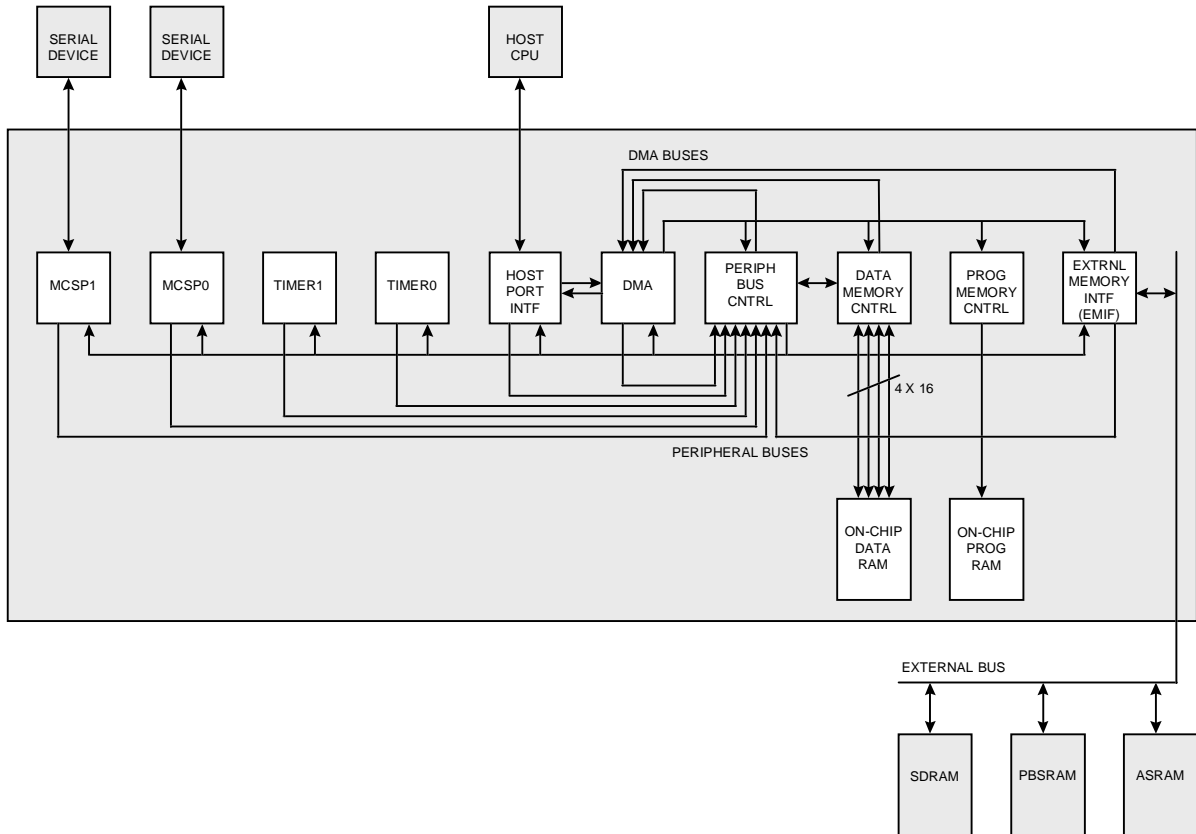 SERIAL
DEVICE
SERIAL
DEVICE
HOST
CPU
DMA BUSES
MCSP1
MCSP0
TIMER1
TIMER0
HOST
PORT
INTF
DMA
PERIPH
BUS
CNTRL
DATA
MEMORY
CNTRL
PROG
MEMORY
CNTRL
EXTRNL
MEMORY
INTF
(EMIF)
4 X 16
PERIPHERAL BUSES
ON-CHIP
DATA
RAM
ON-CHIP
PROG
RAM
EXTERNAL BUS
SDRAM
PBSRAM
ASRAM